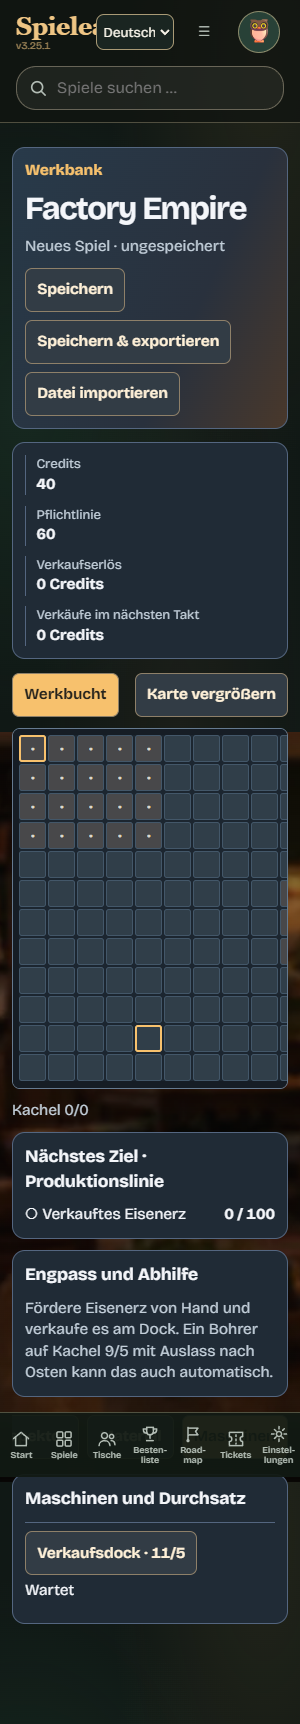 Deutsch
v3.25.1
Spiele suchen ...
Werkbank
Factory Empire
Neues Spiel · ungespeichert
Speichern
Speichern & exportieren
Datei importieren
Credits
40
Pflichtlinie
60
Verkaufserlös
0 Credits
Verkäufe im nächsten Takt
0 Credits
Werkbucht
Karte vergrößern
Kachel 0/0
Nächstes Ziel ·
Produktionslinie
Verkauftes Eisenerz 0 / 100
Engpass und Abhilfe
Fördere Eisenerz von Hand und
verkaufe es am Dock. Ein Bohrer
auf Kachel 9/5 mit Auslass nach
Osten kann das auch automatisch.
Start Spiele Tische Besten-
liste Road-
map Tickets Einstel-
lungen
Maschinen und Durchsatz
Verkaufsdock · 11/5
Wartet